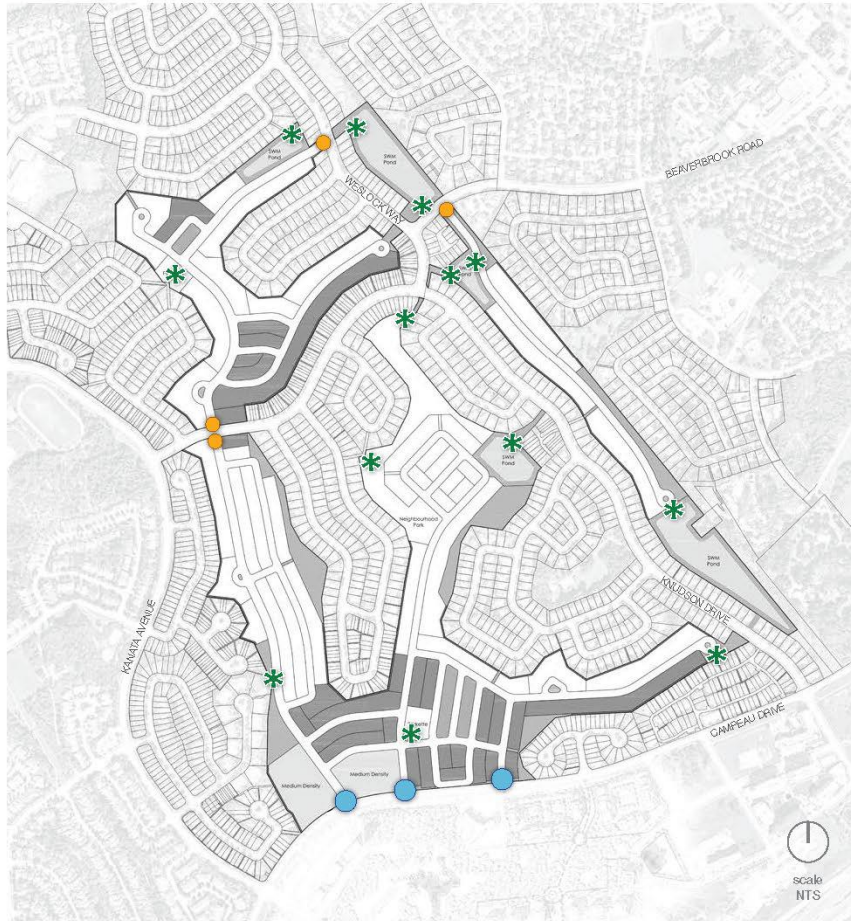 SWM
Pond
SWM
Pond
BEAVERBROOK ROAD
WESLOCK WAY
Pond
SWM
Pond
Neighbourhood
Park
SWM
Pond
KNUDSON DRIVE
KANATA AVENUE
CAMPEAU DRIVE
Medium Density
Medium Density
scale
NTS